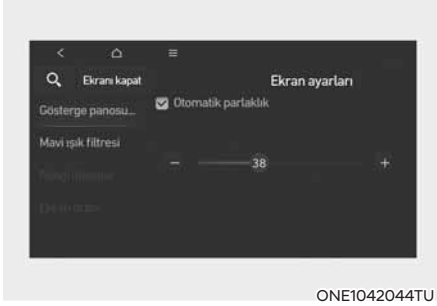 Ekranı kapat
Ekran ayarları
Gösterge panosu...
Otomatik parlaklık
Mavi ışık filtresi
38
ONE1042044TU